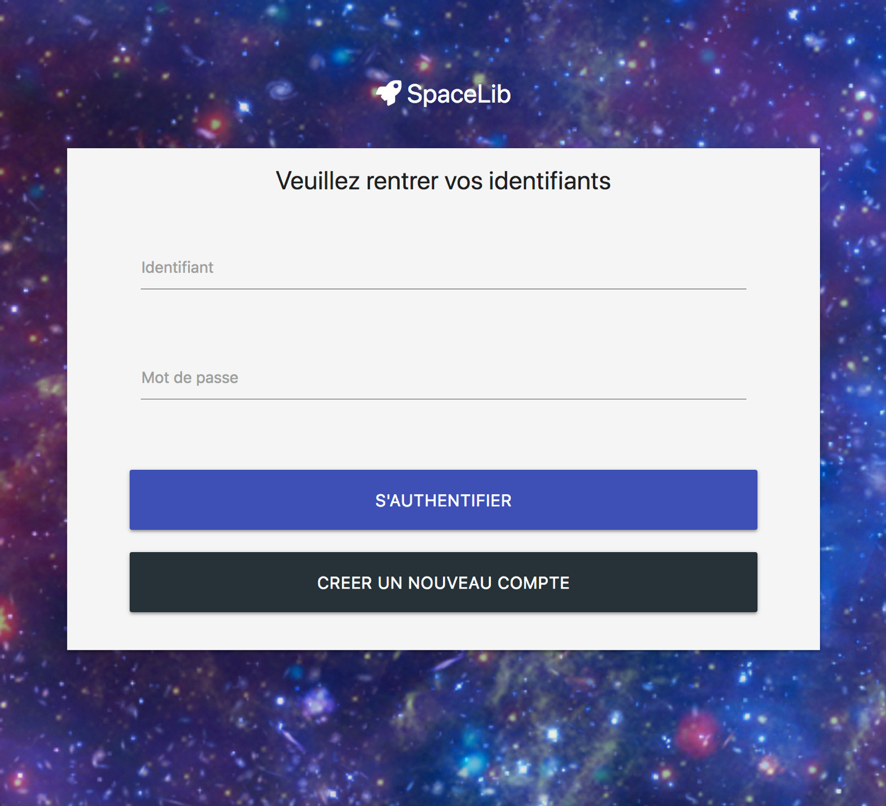 SpaceLib
Veuillez rentrer vos identifiants
Identifiant
Mot de passe
S'AUTHENTIFIER
CREER UN NOUVEAU COMPTE